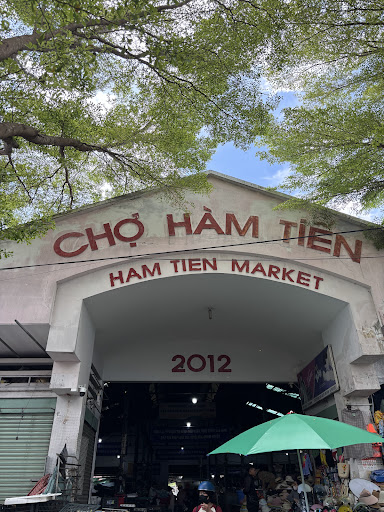 CHỢ HÀM TIẾN
HAM TIEN MARKET
2012